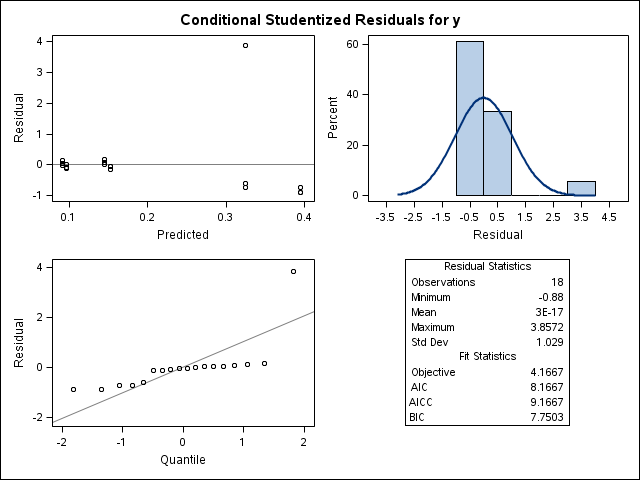 Conditional Studentized Residuals for y
4
3
2
1
0
-1
Residual
0.1 0.2 0.3 0.4
Predicted
60
40
20
0
Percent
-3.5 -2.5 -1.5 -0.5 0.5 1.5 2.5 3.5 4.5
Residual
4
2
0
-2
Residual
-2 -1 0 1 2
Quantile
Residual Statistics
Observations 18
Minimum -0.88
Mean 3E-17
Maximum 3.8572
Std Dev 1.029
Fit Statistics
Objective 4.1667
AIC 8.1667
AICC 9.1667
BIC 7.7503